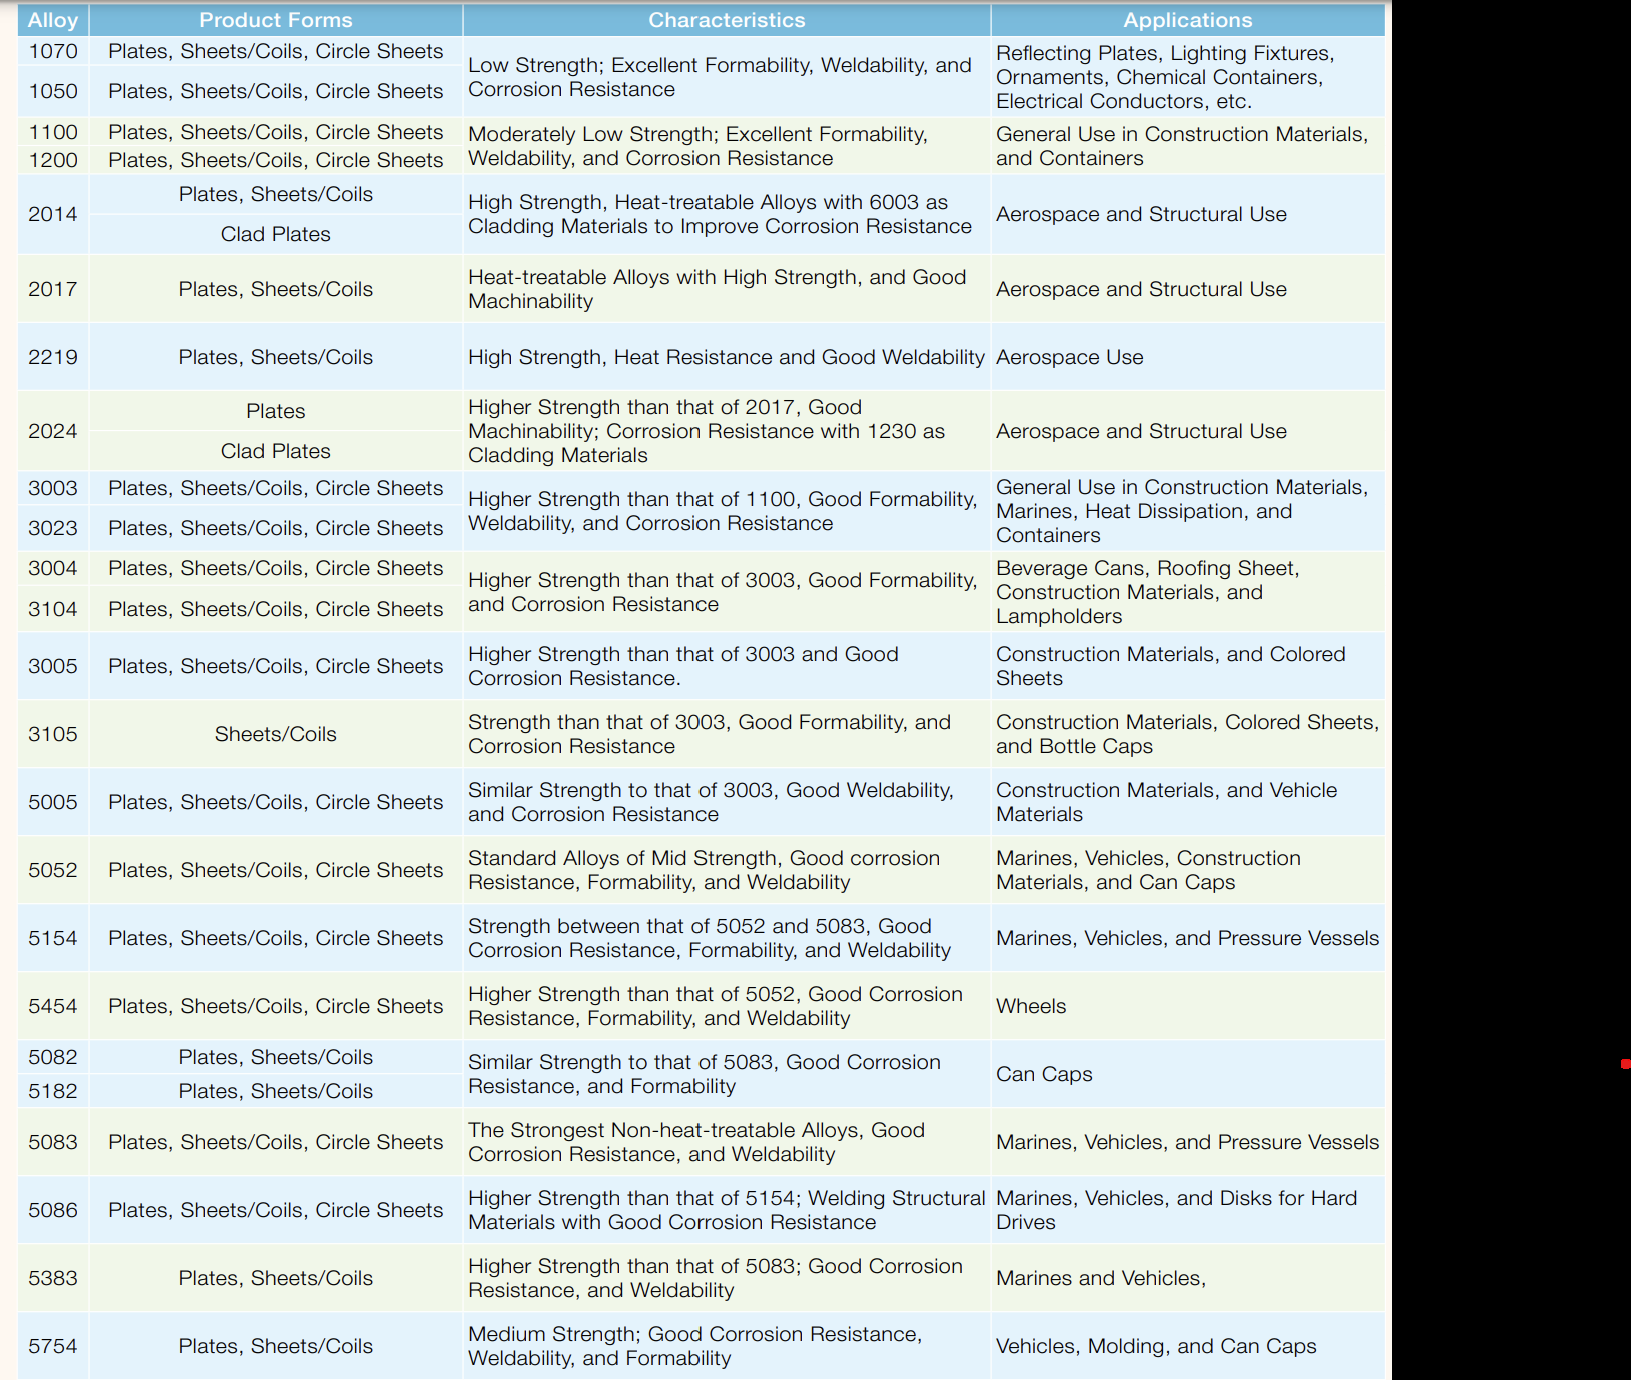 Alloy Product Forms Characteristics Applications
1070 Plates, Sheets/Coils, Circle Sheets
1050 Plates, Sheets/Coils, Circle Sheets
Low Strength; Excellent Formability, Weldability, and
Corrosion Resistance
Reflecting Plates, Lighting Fixtures,
Ornaments, Chemical Containers,
Electrical Conductors, etc.
1100 Plates, Sheets/Coils, Circle Sheets
1200 Plates, Sheets/Coils, Circle Sheets
Moderately Low Strength; Excellent Formability,
Weldability, and Corrosion Resistance
General Use in Construction Materials,
and Containers
2014
Plates, Sheets/Coils
Clad Plates
High Strength, Heat-treatable Alloys with 6003 as
Cladding Materials to Improve Corrosion Resistance
Aerospace and Structural Use
2017 Plates, Sheets/Coils
Heat-treatable Alloys with High Strength, and Good
Machinability
Aerospace and Structural Use
2219 Plates, Sheets/Coils High Strength, Heat Resistance and Good Weldability Aerospace Use
2024
Plates
Clad Plates
Higher Strength than that of 2017, Good
Machinability; Corrosion Resistance with 1230 as
Cladding Materials
Aerospace and Structural Use
3003 Plates, Sheets/Coils, Circle Sheets
3023 Plates, Sheets/Coils, Circle Sheets
Higher Strength than that of 1100, Good Formability,
Weldability, and Corrosion Resistance
General Use in Construction Materials,
Marines, Heat Dissipation, and
Containers
3004 Plates, Sheets/Coils, Circle Sheets
3104 Plates, Sheets/Coils, Circle Sheets
Higher Strength than that of 3003, Good Formability,
and Corrosion Resistance
Beverage Cans, Roofing Sheet,
Construction Materials, and
Lampholders
3005 Plates, Sheets/Coils, Circle Sheets
Higher Strength than that of 3003 and Good
Corrosion Resistance.
Construction Materials, and Colored
Sheets
3105 Sheets/Coils
Strength than that of 3003, Good Formability, and
Corrosion Resistance
Construction Materials, Colored Sheets,
and Bottle Caps
5005 Plates, Sheets/Coils, Circle Sheets
Similar Strength to that of 3003, Good Weldability,
and Corrosion Resistance
Construction Materials, and Vehicle
Materials
5052 Plates, Sheets/Coils, Circle Sheets
Standard Alloys of Mid Strength, Good corrosion
Resistance, Formability, and Weldability
Marines, Vehicles, Construction
Materials, and Can Caps
5154 Plates, Sheets/Coils, Circle Sheets
Strength between that of 5052 and 5083, Good
Corrosion Resistance, Formability, and Weldability
Marines, Vehicles, and Pressure Vessels
5454 Plates, Sheets/Coils, Circle Sheets
Higher Strength than that of 5052, Good Corrosion
Resistance, Formability, and Weldability
Wheels
5082 Plates, Sheets/Coils
5182 Plates, Sheets/Coils
Similar Strength to that of 5083, Good Corrosion
Resistance, and Formability
Can Caps
5083 Plates, Sheets/Coils, Circle Sheets
The Strongest Non-heat-treatable Alloys, Good
Corrosion Resistance, and Weldability
Marines, Vehicles, and Pressure Vessels
5086 Plates, Sheets/Coils, Circle Sheets
Higher Strength than that of 5154; Welding Structural
Materials with Good Corrosion Resistance
Marines, Vehicles, and Disks for Hard
Drives
5383 Plates, Sheets/Coils
Higher Strength than that of 5083; Good Corrosion
Resistance, and Weldability
Marines and Vehicles,
5754 Plates, Sheets/Coils
Medium Strength; Good Corrosion Resistance,
Weldability, and Formability
Vehicles, Molding, and Can Caps